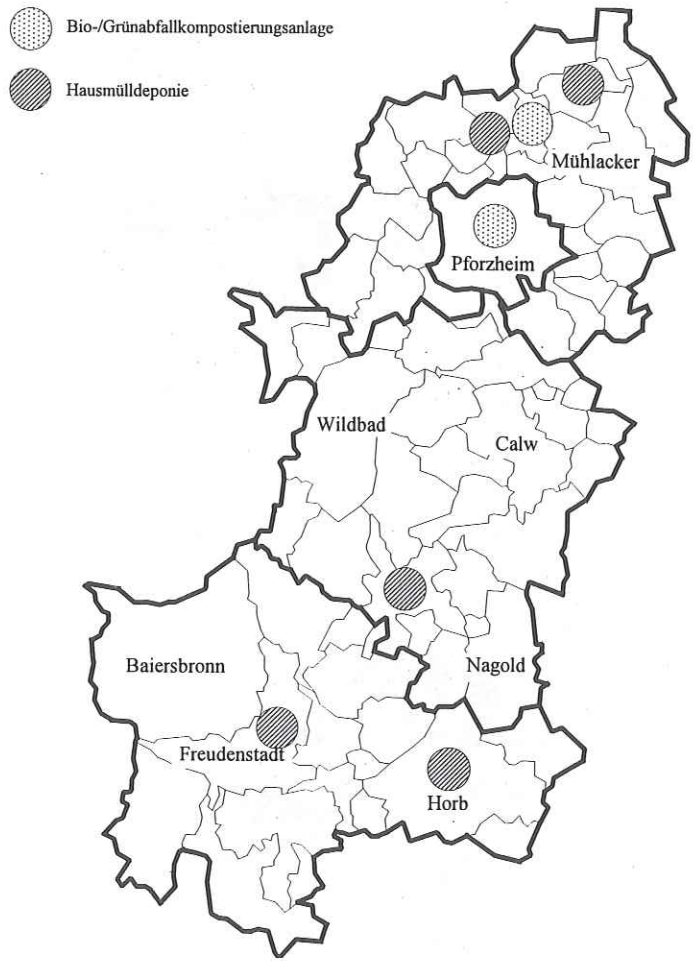 Bio-/Grünabfallkompostierungsanlage
Hausmülldeponie
Mühlacker
Pforzheim
Wildbad
Calw
Baiersbronn
Nagold
Freudenstadt
Horb